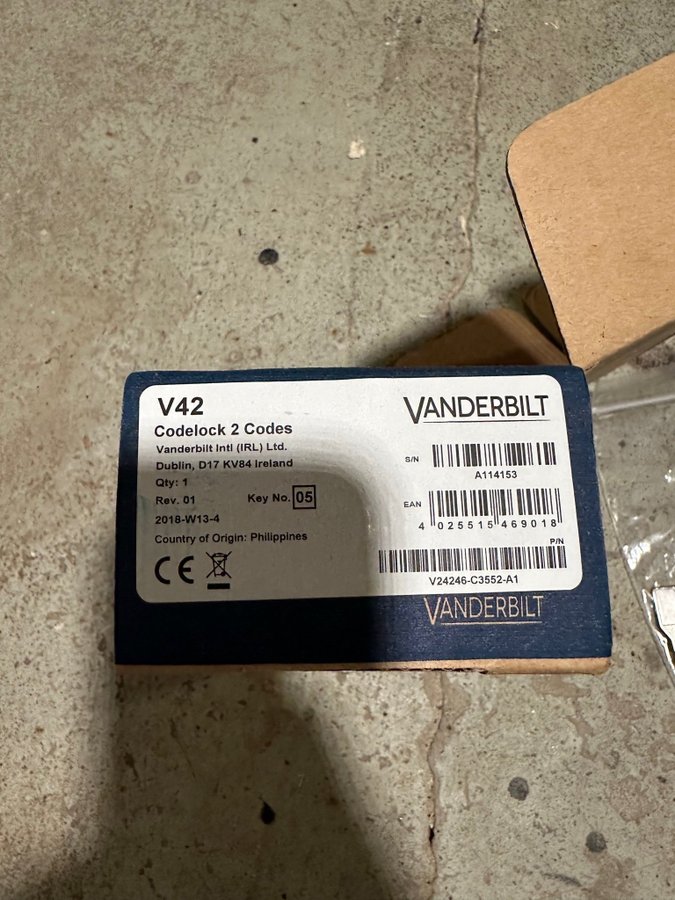 V42
Codelock 2 Codes
Vanderbilt Intl (IRL) Ltd.
Dublin, D17 KV84 Ireland
Qty: 1
Rev. 01 Key No. 05
2018-W13-4
Country of Origin: Philippines
CE
VANDERBILT
S/N
A114153
EAN
4 025515 469018
P/N
V24246-C3552-A1
VANDERBILT